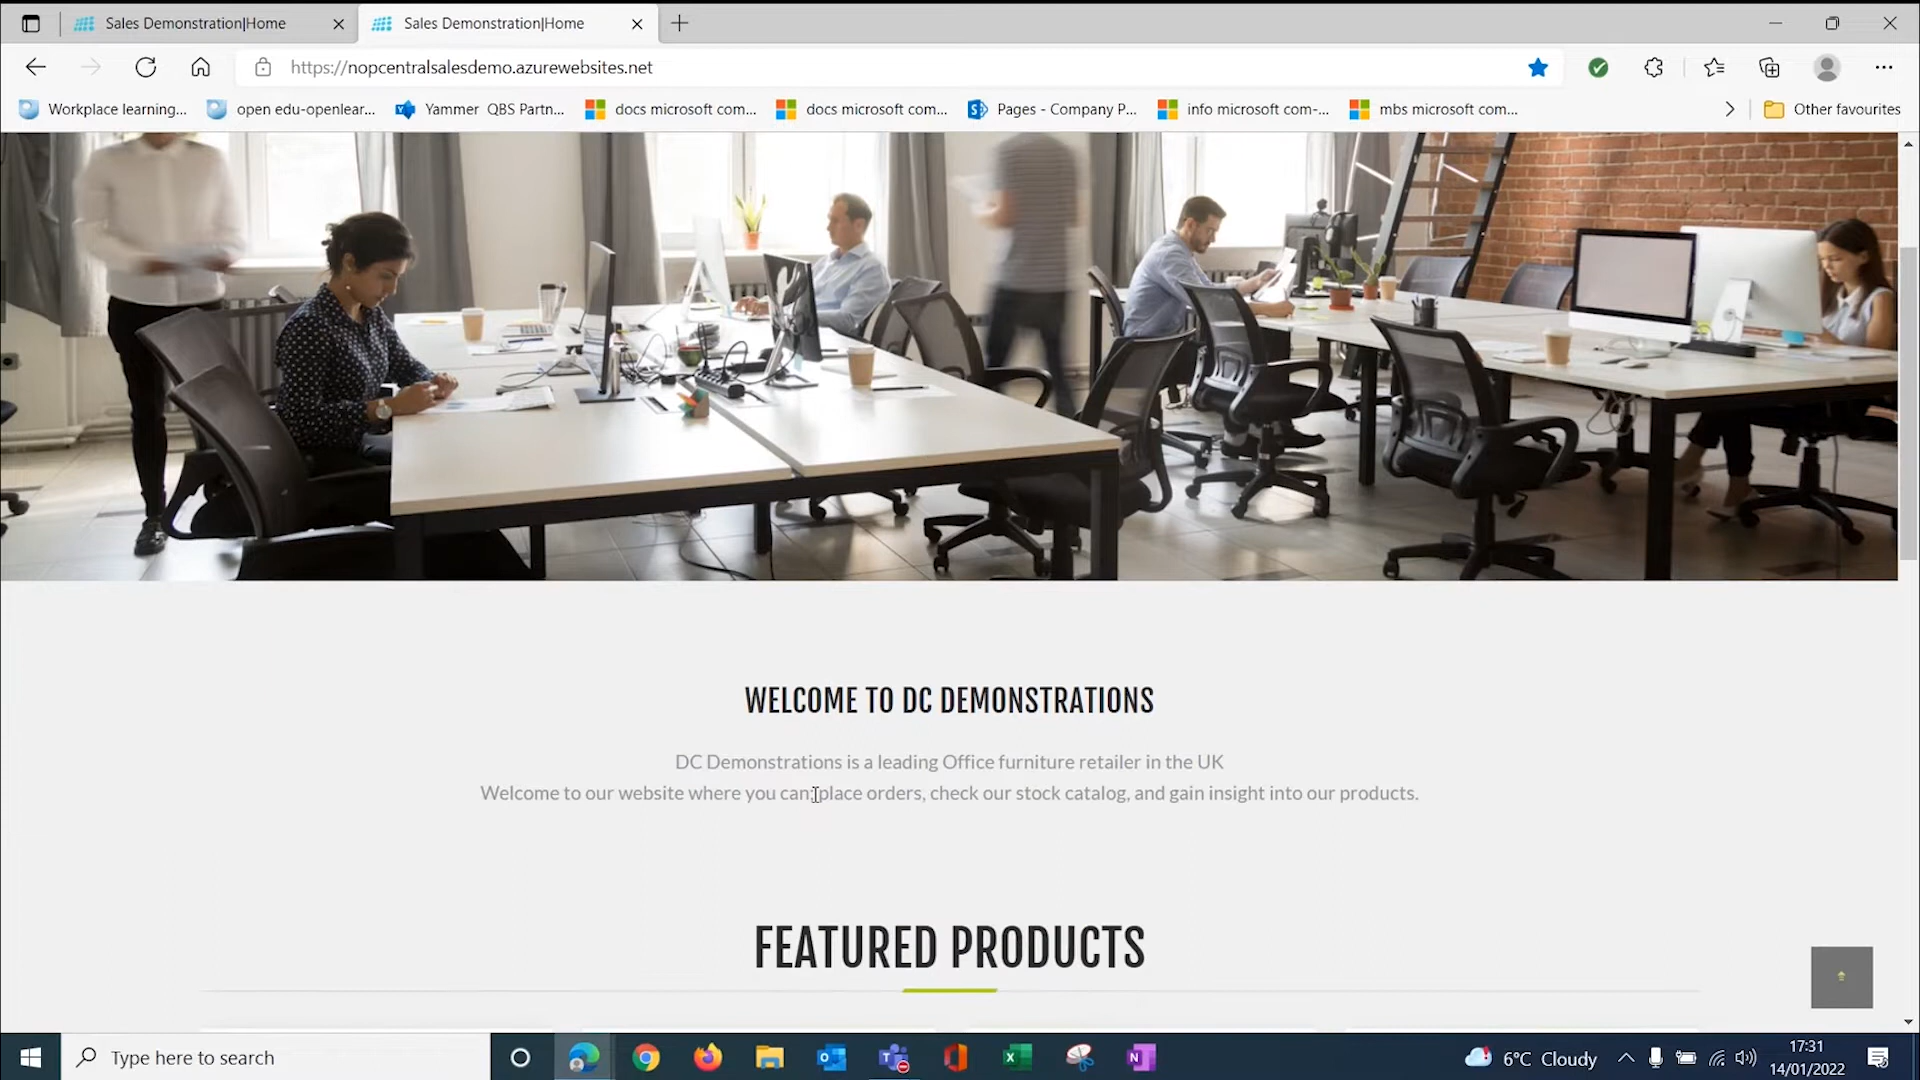 Sales Demonstration|Home
Sales Demonstration|Home
https://nopcentralsalesdemo.azurewebsites.net
Workplace learning...
open edu-openlear...
Yammer QBS Partn...
docs microsoft com...
docs microsoft com...
Pages - Company P...
info microsoft com-...
mbs microsoft com...
Other favourites
WELCOME TO DC DEMONSTRATIONS
DC Demonstrations is a leading Office furniture retailer in the UK
Welcome to our website where you can: place orders, check our stock catalog, and gain insight into our products.
FEATURED PRODUCTS
Type here to search
6°C Cloudy
17:31
14/01/2022